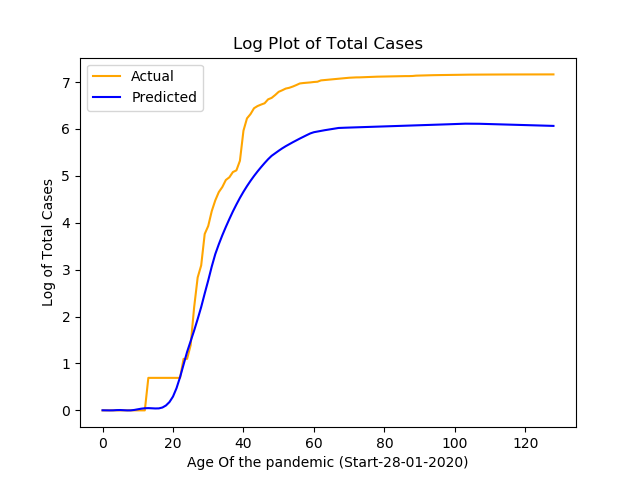 Log Plot of Total Cases
Actual
Predicted
Log of Total Cases
7
6
5
4
3
2
1
0
0 20 40 60 80 100 120
Age Of the pandemic (Start-28-01-2020)